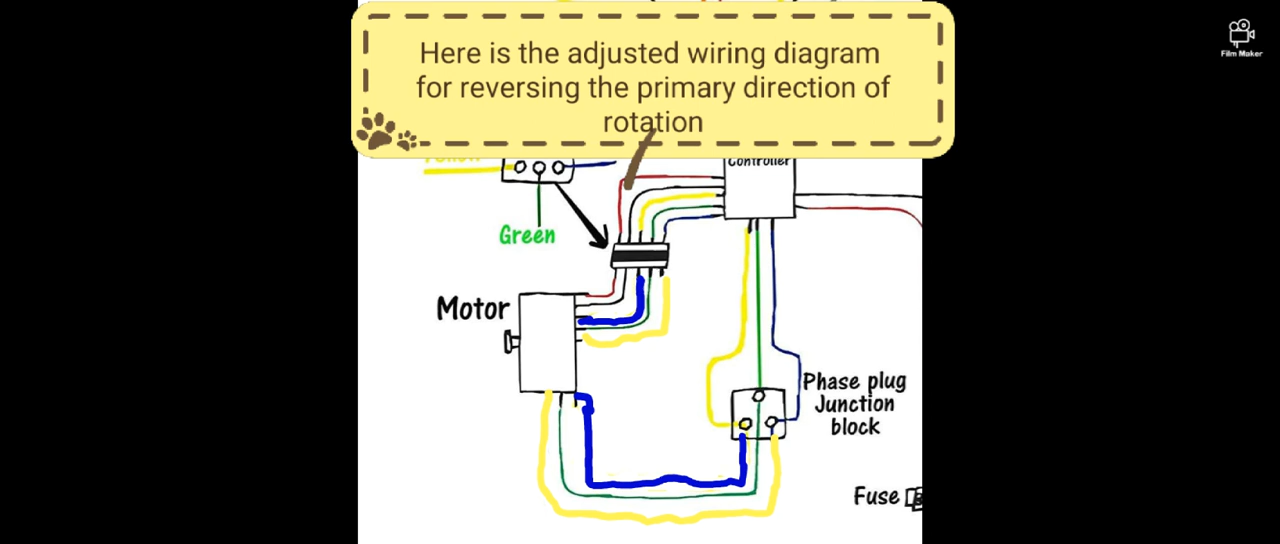 Here is the adjusted wiring diagram
for reversing the primary direction of
rotation
Film Maker
Controller
Green
Motor
Phase plug
Junction
block
Fuse